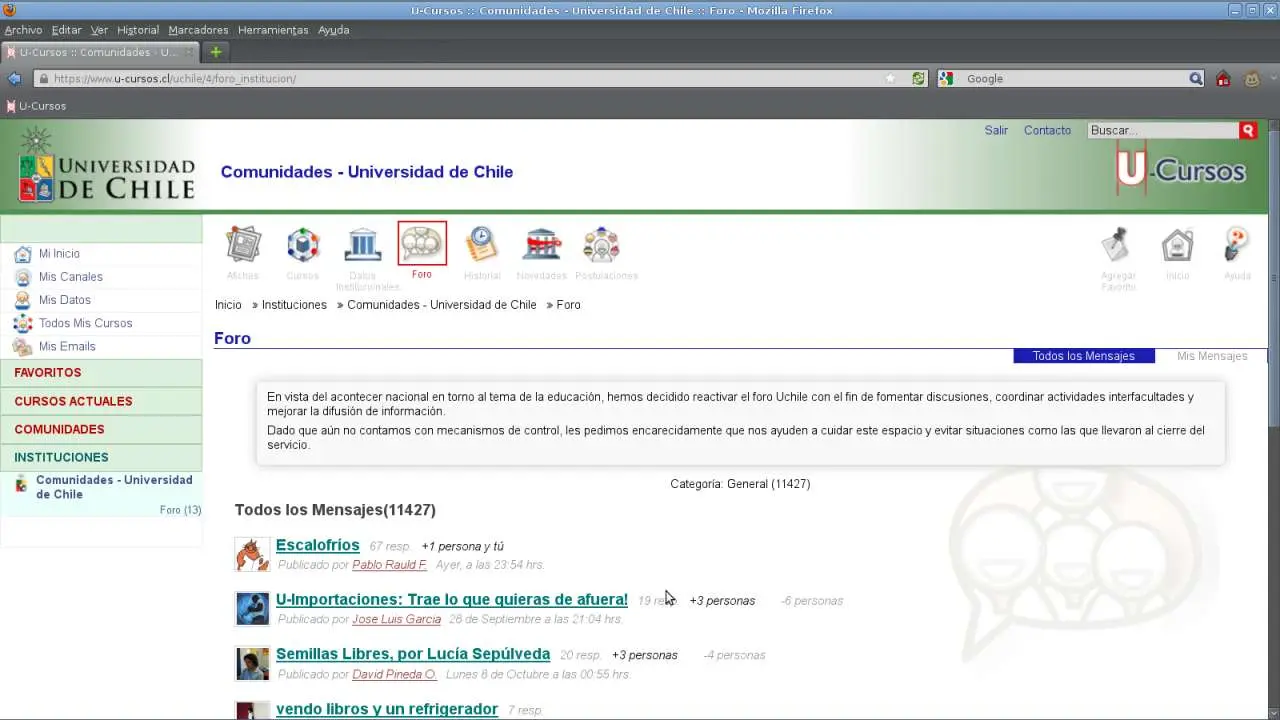 U-Cursos :: Comunidades - Universidad de Chile :: Foro - Mozilla Firefox
Archivo Editar Ver Historial Marcadores Herramientas Ayuda
U-Cursos :: Comunidades - U...
https://www.u-cursos.cl/uchile/4/foro_institucion/
Google
U-Cursos
Salir Contacto Buscar...
UNIVERSIDAD
DE CHILE
Comunidades - Universidad de Chile
U-Cursos
Mi Inicio
Mis Canales
Mis Datos
Todos Mis Cursos
Mis Emails
FAVORITOS
CURSOS ACTUALES
COMUNIDADES
INSTITUCIONES
Comunidades - Universidad
de Chile
Foro (13)
Afiches Cursos Datos Foro Historial Novedades Postulaciones Agregar Inicio Ayuda
Institucionales Favorito
Inicio » Instituciones » Comunidades - Universidad de Chile » Foro
Foro
Todos los Mensajes Mis Mensajes
En vista del acontecer nacional en torno al tema de la educación, hemos decidido reactivar el foro Uchile con el fin de fomentar discusiones, coordinar actividades interfacultades y
mejorar la difusión de información.
Dado que aún no contamos con mecanismos de control, les pedimos encarecidamente que nos ayuden a cuidar este espacio y evitar situaciones como las que llevaron al cierre del
servicio.
Categoría: General (11427)
Todos los Mensajes(11427)
Escalofríos 67 resp. +1 persona y tú
Publicado por Pablo Rauld F. Ayer, a las 23:54 hrs.
U-Importaciones: Trae lo que quieras de afuera! 19 resp. +3 personas -6 personas
Publicado por Jose Luis Garcia 28 de Septiembre a las 21:04 hrs.
Semillas Libres, por Lucía Sepúlveda 20 resp. +3 personas -4 personas
Publicado por David Pineda O. Lunes 8 de Octubre a las 00:55 hrs.
vendo libros y un refrigerador 7 resp.